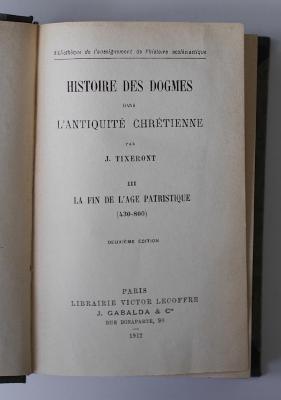 Bibliothèque de l'enseignement de l'histoire ecclésiastique
HISTOIRE DES DOGMES
DANS
L'ANTIQUITÉ CHRÉTIENNE
PAR
J. TIXERONT
III
LA FIN DE L'AGE PATRISTIQUE
(430-800)
DEUXIÈME ÉDITION
PARIS
LIBRAIRIE VICTOR LECOFFRE
J. GABALDA & Cie
RUE BONAPARTE, 90
1912